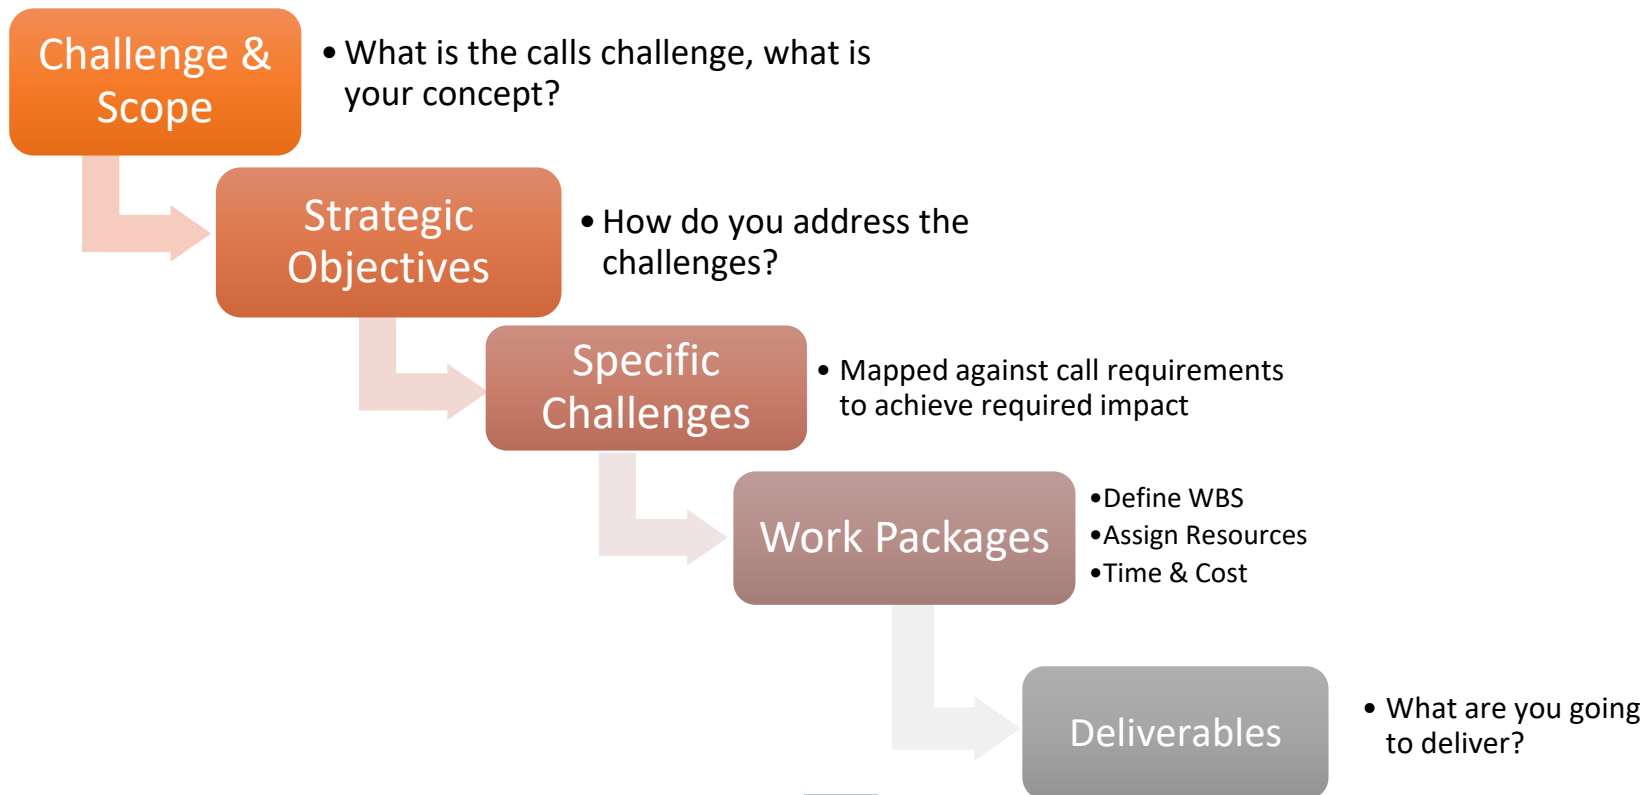 Challenge &
Scope
• What is the calls challenge, what is
your concept?
Strategic
Objectives
• How do you address the
challenges?
Specific
Challenges
• Mapped against call requirements
to achieve required impact
Work Packages
•Define WBS
•Assign Resources
•Time & Cost
Deliverables
• What are you going
to deliver?